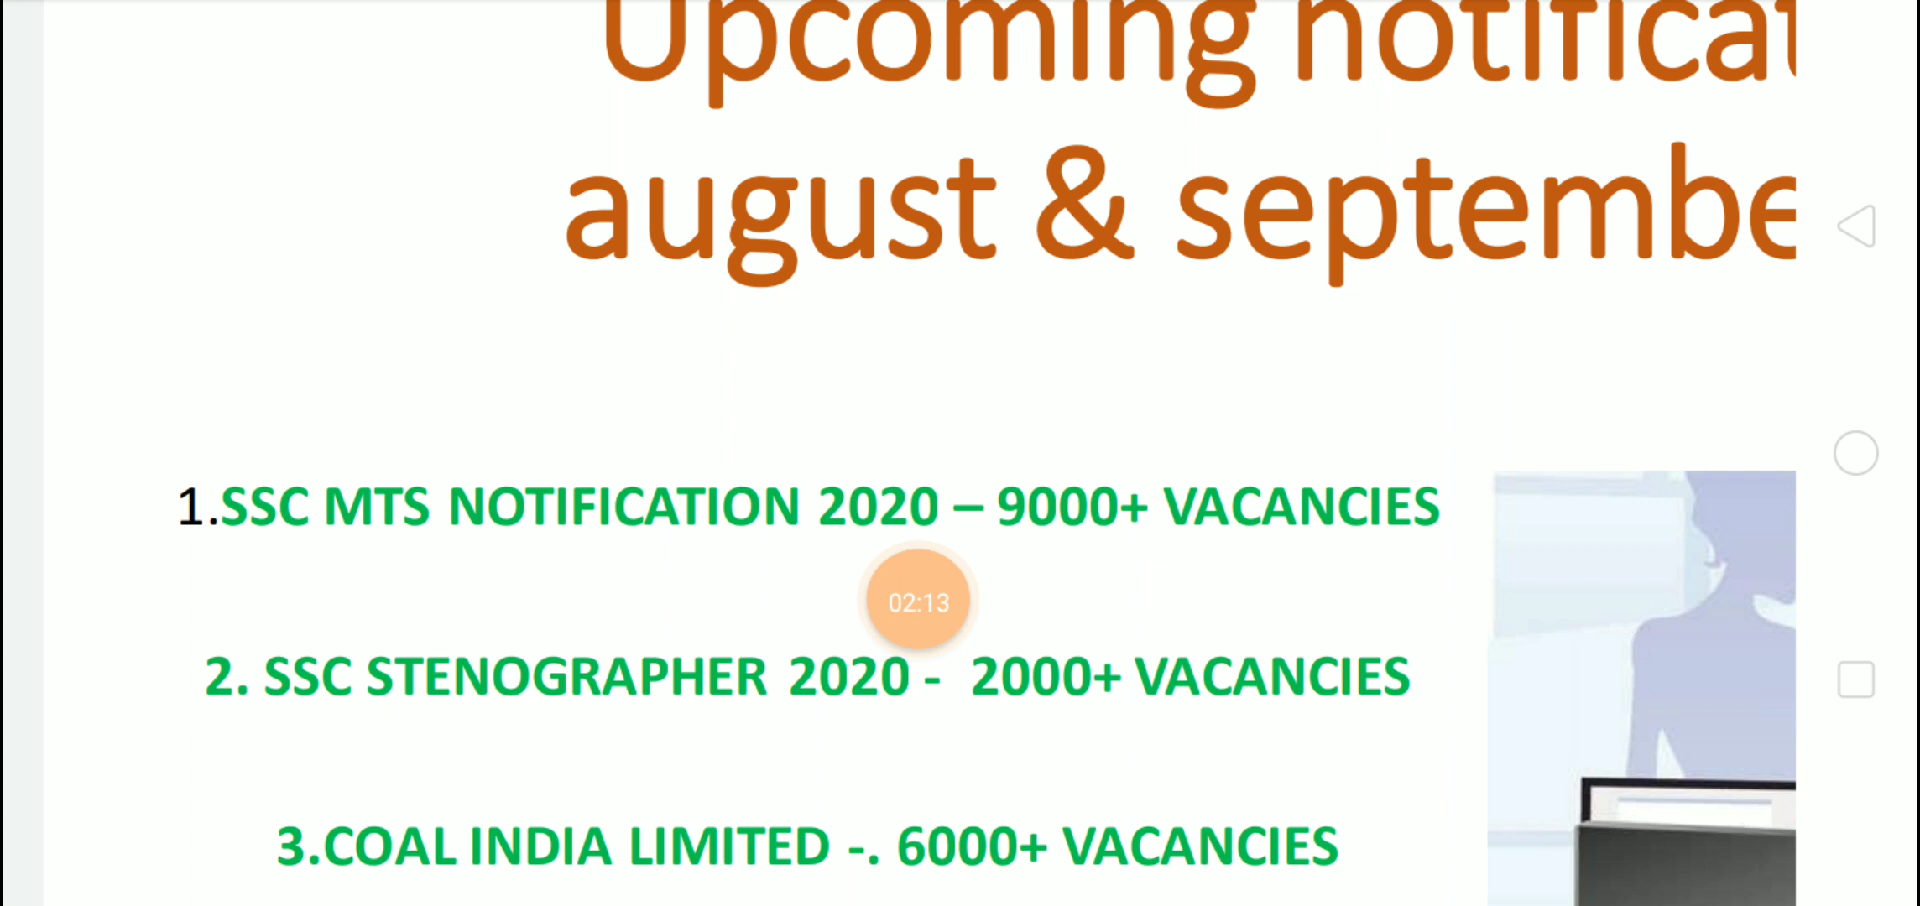 Upcoming notificat
august & septembe
1.SSC MTS NOTIFICATION 2020 – 9000+ VACANCIES
02:13
2. SSC STENOGRAPHER 2020 - 2000+ VACANCIES
3.COAL INDIA LIMITED -. 6000+ VACANCIES